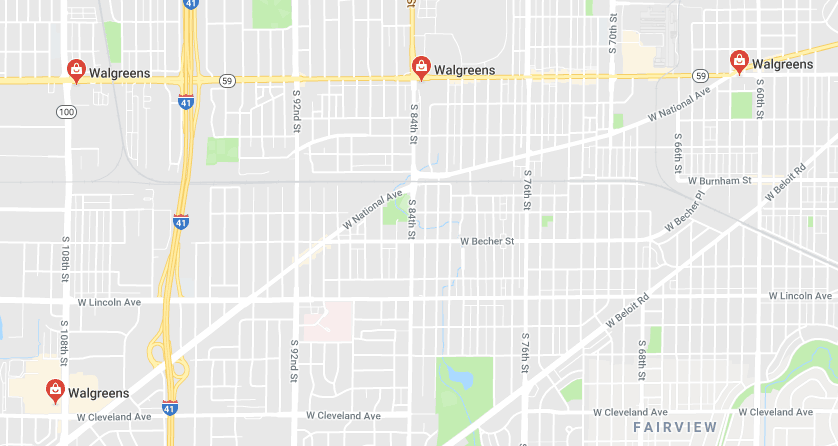 41
St
S 70th St
Walgreens
Walgreens
Walgreens
59
59
41
100
S 92nd St
S 84th St
W National Ave
S 60th St
S 66th St
W Burnham St
W Beloit Rd
S 76th St
W National Ave
W Becher Pl
41
S 84th St
W Becher St
S 108th St
W Lincoln Ave
W Lincoln Ave
W Beloit Rd
S 108th St
S 92nd St
S 76th St
S 68th St
Walgreens
41
W Cleveland Ave
W Cleveland Ave
W Cleveland Ave
W Cleveland Ave
FAIRVIEW